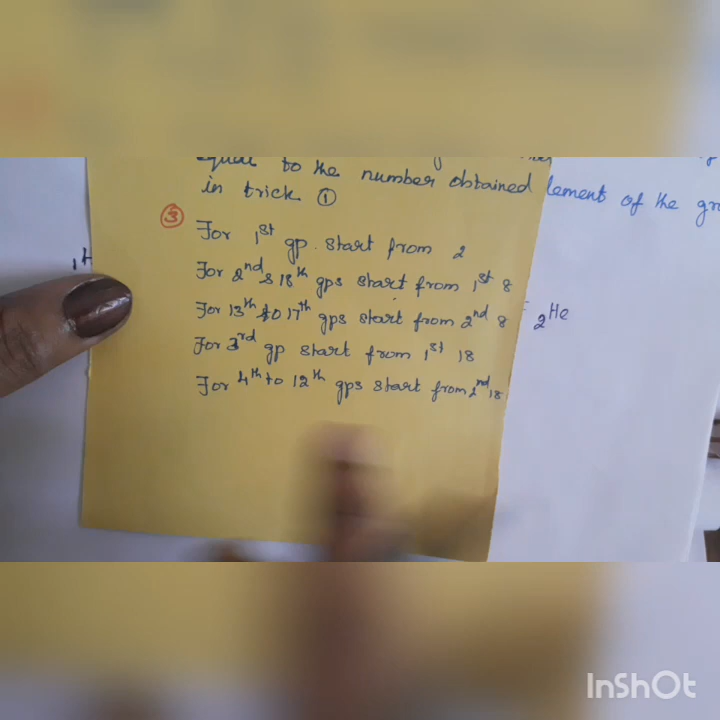 equal to the number obtained lement of the gr
in trick ①
③ For 1st gp. start from 2
1H
For 2nd & 18th gps start from 1st 8
For 13th to 17th gps start from 2nd 8
2He
For 3rd gp start from 1st 18
For 4th to 12th gps start from 2nd 18
InShOt